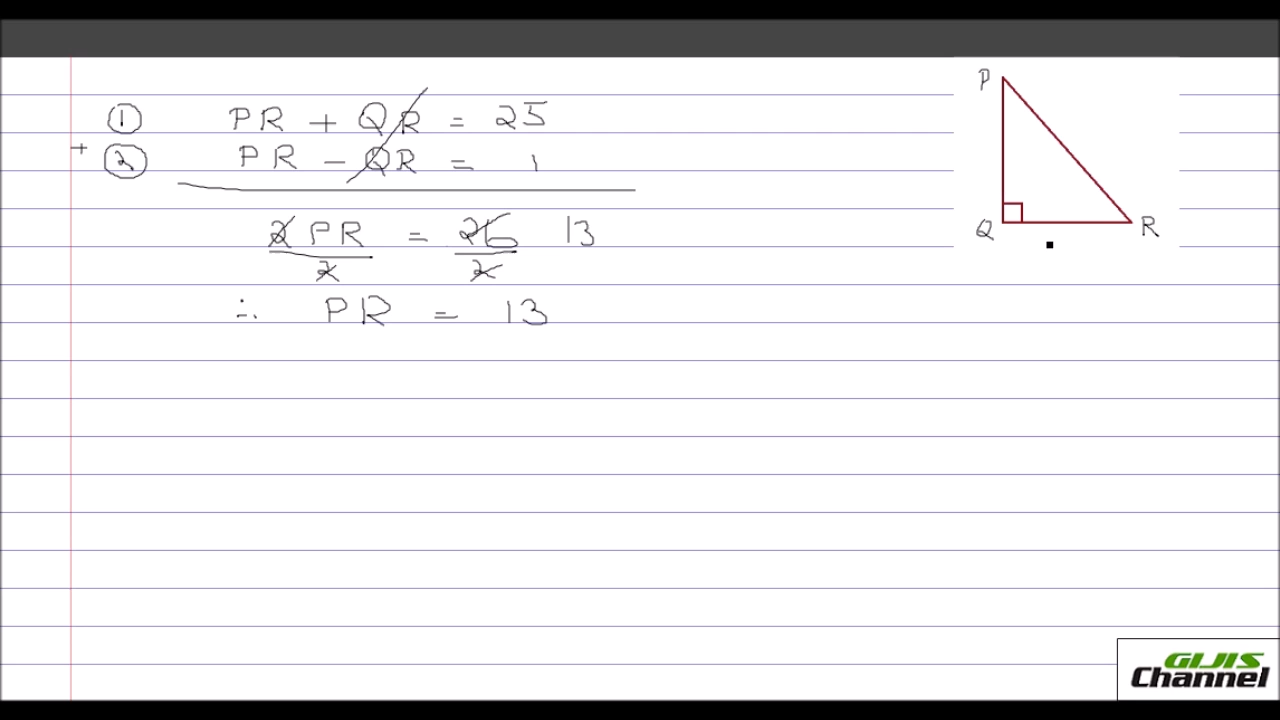 ① PR + QR = 25
+ ② PR - QR = 1
2PR = 26 13
2 2
∴ PR = 13
P
Q R
GIJIS
Channel